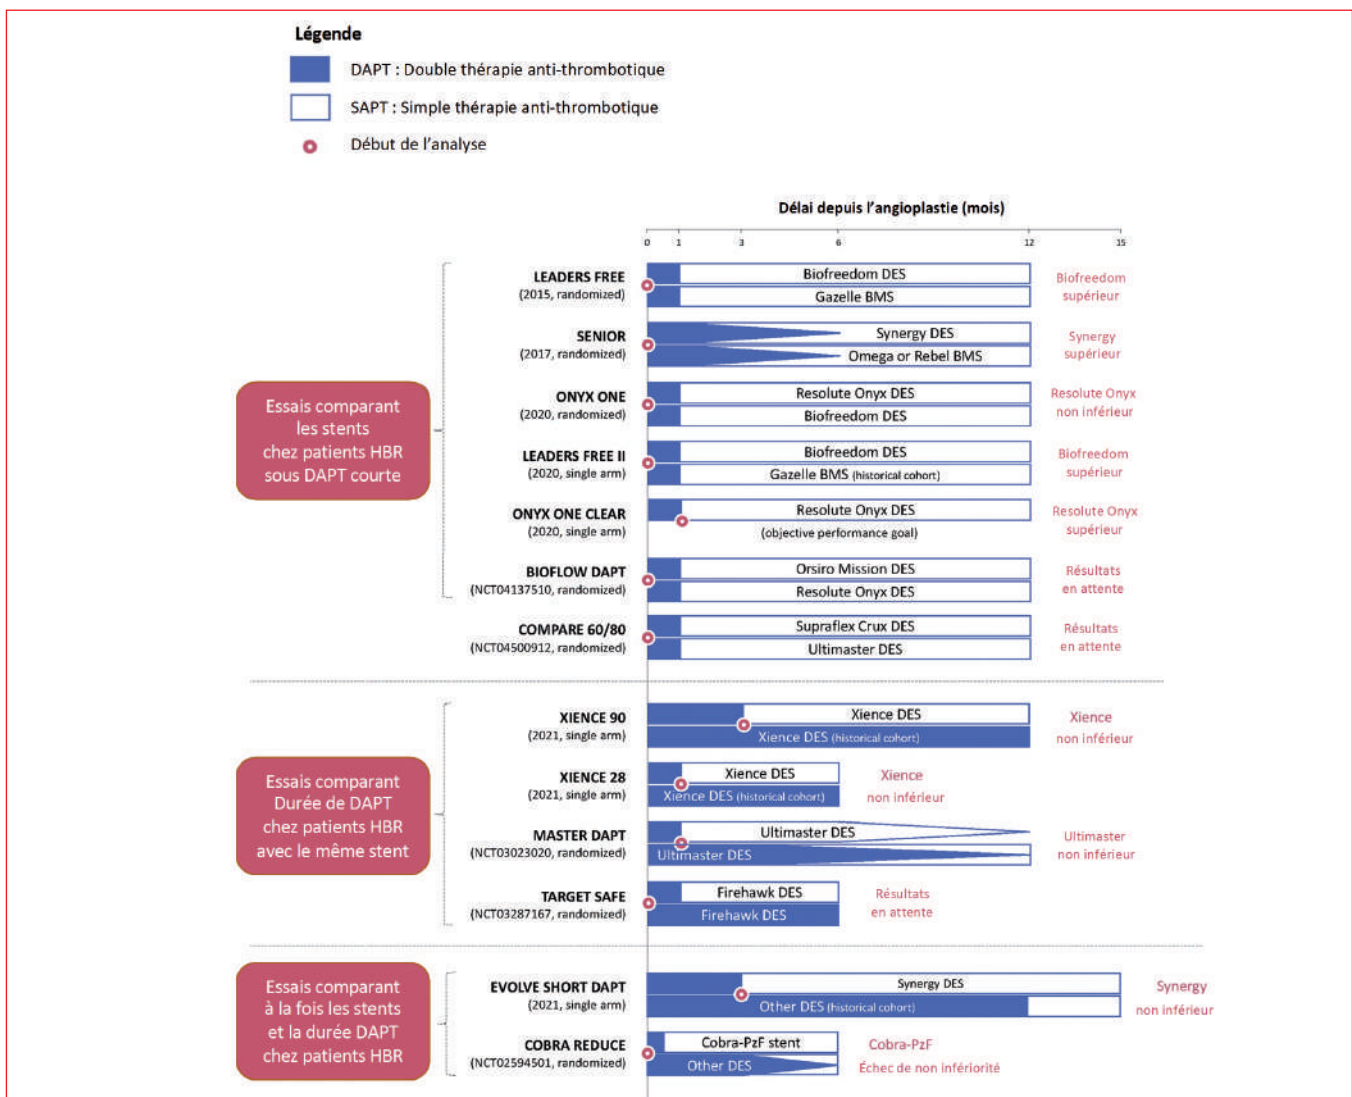 Légende
DAPT : Double thérapie anti-thrombotique
SAPT : Simple thérapie anti-thrombotique
Début de l'analyse
Délai depuis l'angioplastie (mois)
0 1 3 6 12 15
Essais comparant
les stents
chez patients HBR
sous DAPT courte
LEADERS FREE
(2015, randomized)
Biofreedom DES
Gazelle BMS
Biofreedom
supérieur
SENIOR
(2017, randomized)
Synergy DES
Omega or Rebel BMS
Synergy
supérieur
ONYX ONE
(2020, randomized)
Resolute Onyx DES
Biofreedom DES
Resolute Onyx
non inférieur
LEADERS FREE II
(2020, single arm)
Biofreedom DES
Gazelle BMS (historical cohort)
Biofreedom
supérieur
ONYX ONE CLEAR
(2020, single arm)
Resolute Onyx DES
(objective performance goal)
Resolute Onyx
supérieur
BIOFLOW DAPT
(NCT04137510, randomized)
Orsiro Mission DES
Resolute Onyx DES
Résultats
en attente
COMPARE 60/80
(NCT04500912, randomized)
Supraflex Crux DES
Ultimaster DES
Résultats
en attente
Essais comparant
Durée de DAPT
chez patients HBR
avec le même stent
XIENCE 90
(2021, single arm)
Xience DES
Xience DES (historical cohort)
Xience
non inférieur
XIENCE 28
(2021, single arm)
Xience DES
Xience DES (historical cohort)
Xience
non inférieur
MASTER DAPT
(NCT03023020, randomized)
Ultimaster DES
Ultimaster DES
Ultimaster
non inférieur
TARGET SAFE
(NCT03287167, randomized)
Firehawk DES
Firehawk DES
Résultats
en attente
Essais comparant
à la fois les stents
et la durée DAPT
chez patients HBR
EVOLVE SHORT DAPT
(2021, single arm)
Synergy DES
Other DES (historical cohort)
Synergy
non inférieur
COBRA REDUCE
(NCT02594501, randomized)
Cobra-PzF stent
Other DES
Cobra-PzF
Échec de non infériorité